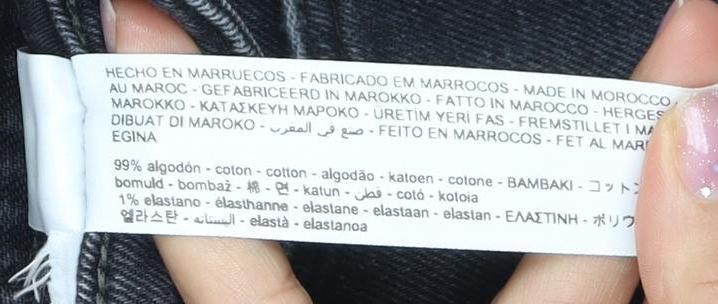 HECHO EN MARRUECOS - FABRICADO EM MARROCOS - MADE IN MOROCCO
AU MAROC - GEFABRICEERD IN MAROKKO - FATTO IN MAROCCO - HERGES
MAROKKO - ΚΑΤΑΣΚΕΥΗ ΜΑΡΟΚΟ - ÜRETİM YERİ FAS - FREMSTILLET I MA
DIBUAT DI MAROKO - صنع في المغرب - FEITO EN MARROCOS - FET AL MAR
EGINA
99% algodón - coton - cotton - algodão - katoen - cotone - ΒΑΜΒΑΚΙ - コット
bomuld - bombaž - 棉 - 면 - katun - قطن - cotó - kotoia
1% elastano - élasthanne - elastane - elastaan - elastan - ΕΛΑΣΤΙΝΗ - ポリウ
엘라스탄 - اليستانه - elastà - elastanoa